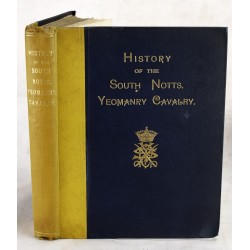 HISTORY
OF THE
SOUTH
NOTTS.
YEOMANRY
CAVALRY.
HISTORY
OF THE
SOUTH NOTTS.
YEOMANRY CAVALRY.